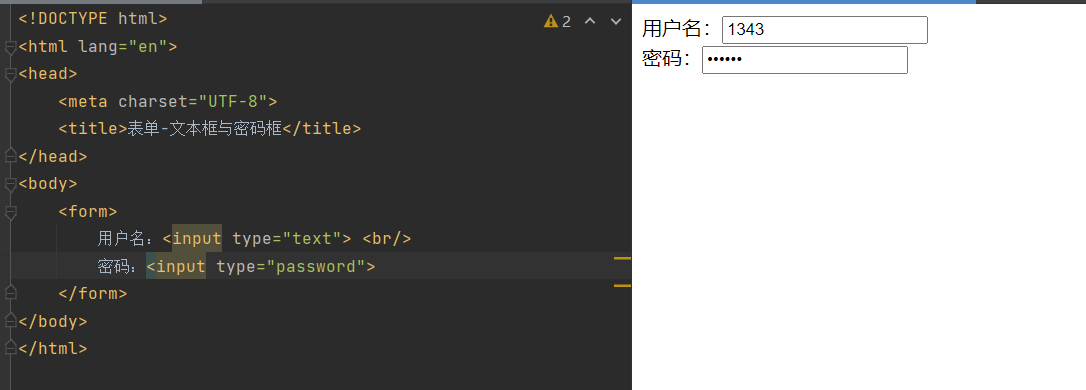 <!DOCTYPE html>
<html lang="en">
<head>
    <meta charset="UTF-8">
    <title>表单-文本框与密码框</title>
</head>
<body>
    <form>
        用户名：<input type="text"> <br/>
        密码：<input type="password">
    </form>
</body>
</html>
2
用户名：1343
密码：••••••